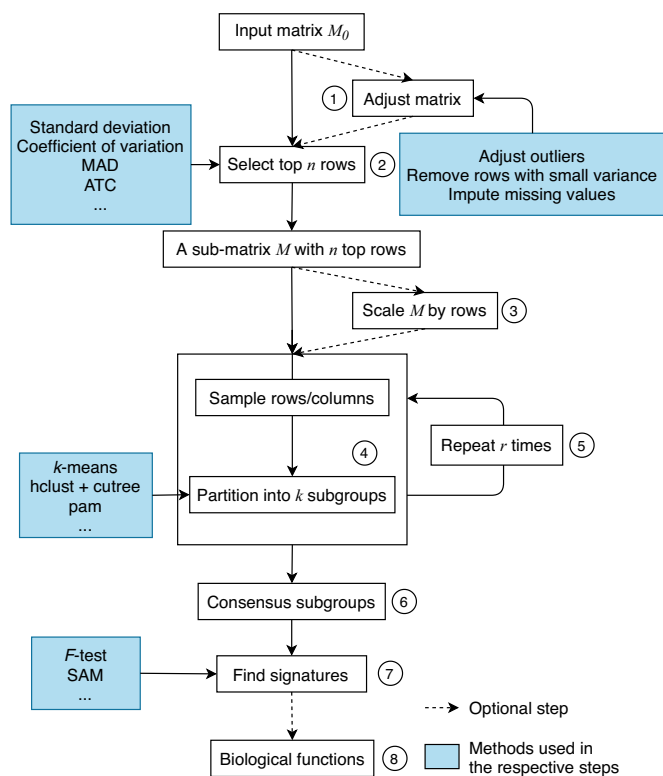 Input matrix M0
1
Adjust matrix
Standard deviation
Coefficient of variation
MAD
ATC
...
Select top n rows
2
Adjust outliers
Remove rows with small variance
Impute missing values
A sub-matrix M with n top rows
Scale M by rows
3
Sample rows/columns
4
Repeat r times
5
k-means
hclust + cutree
pam
...
Partition into k subgroups
Consensus subgroups
6
F-test
SAM
...
Find signatures
7
Optional step
Biological functions
8
Methods used in
the respective steps